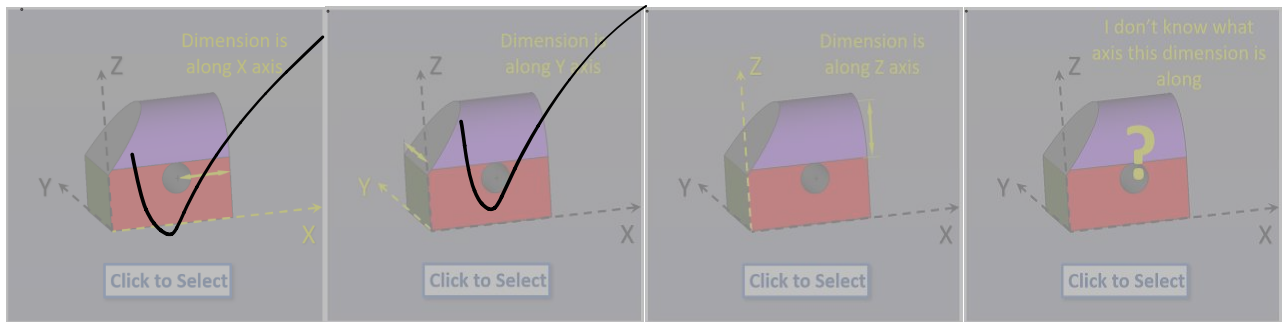 Dimension is
along X axis
Z
Y
X
Click to Select
Dimension is
along Y axis
Z
Y
X
Click to Select
Dimension is
along Z axis
Z
Y
X
Click to Select
I don't know what
axis this dimension is
along
Z
?
Y
X
Click to Select